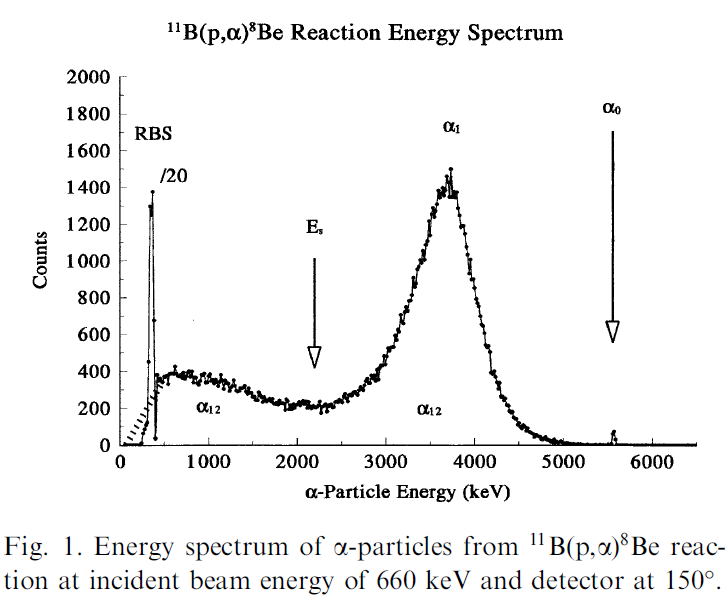 ¹¹B(p,α)⁸Be Reaction Energy Spectrum
2000
1800
1600
1400
1200
1000
800
600
400
200
0
Counts
RBS
/20
Eₛ
α₁
α₀
α₁₂
α₁₂
0 1000 2000 3000 4000 5000 6000
α-Particle Energy (keV)
Fig. 1. Energy spectrum of α-particles from ¹¹B(p,α)⁸Be reac-
tion at incident beam energy of 660 keV and detector at 150°.